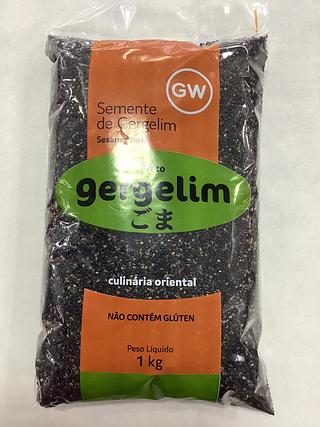 GW
Semente
de Gergelim
gergelim
ごま
culinária oriental
NÃO CONTÉM GLÚTEN
Peso Líquido
1 kg